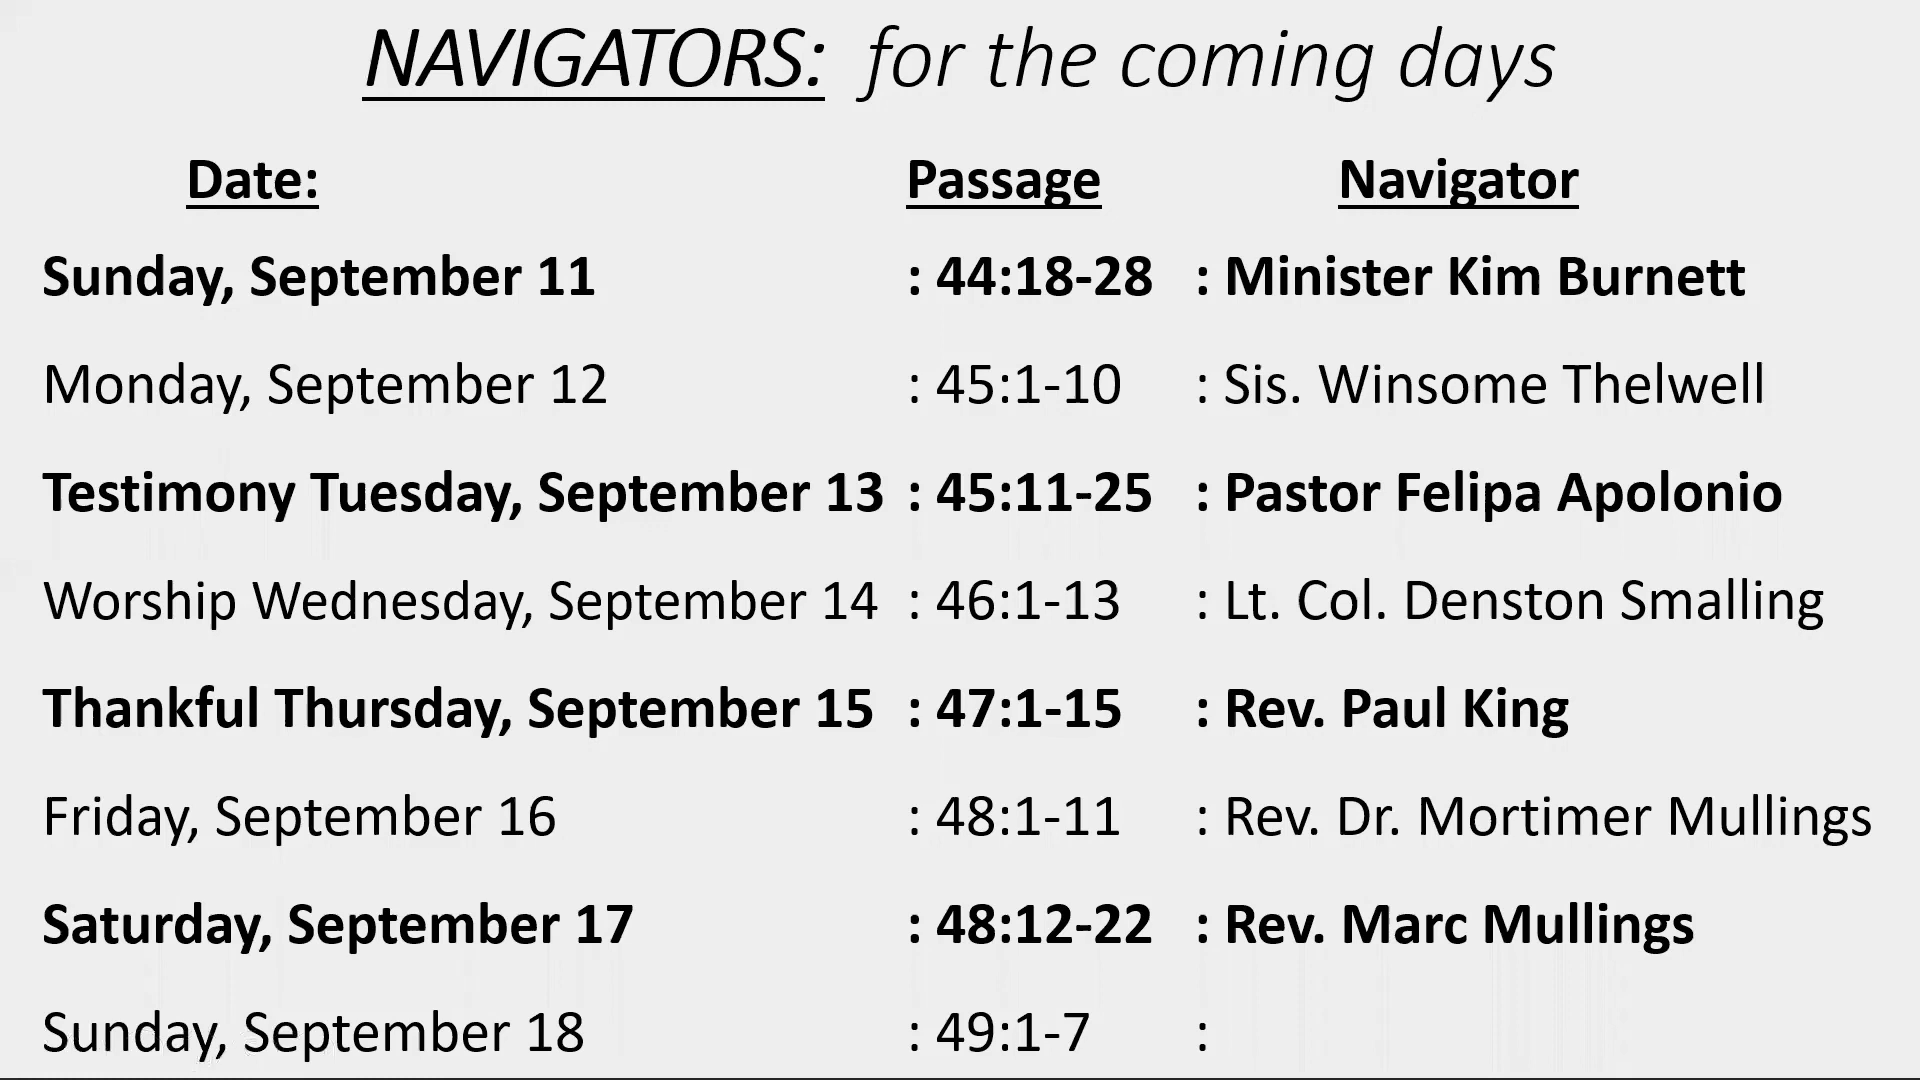 NAVIGATORS: for the coming days
Date: Passage Navigator
Sunday, September 11 : 44:18-28 : Minister Kim Burnett
Monday, September 12 : 45:1-10 : Sis. Winsome Thelwell
Testimony Tuesday, September 13 : 45:11-25 : Pastor Felipa Apolonio
Worship Wednesday, September 14 : 46:1-13 : Lt. Col. Denston Smalling
Thankful Thursday, September 15 : 47:1-15 : Rev. Paul King
Friday, September 16 : 48:1-11 : Rev. Dr. Mortimer Mullings
Saturday, September 17 : 48:12-22 : Rev. Marc Mullings
Sunday, September 18 : 49:1-7 :